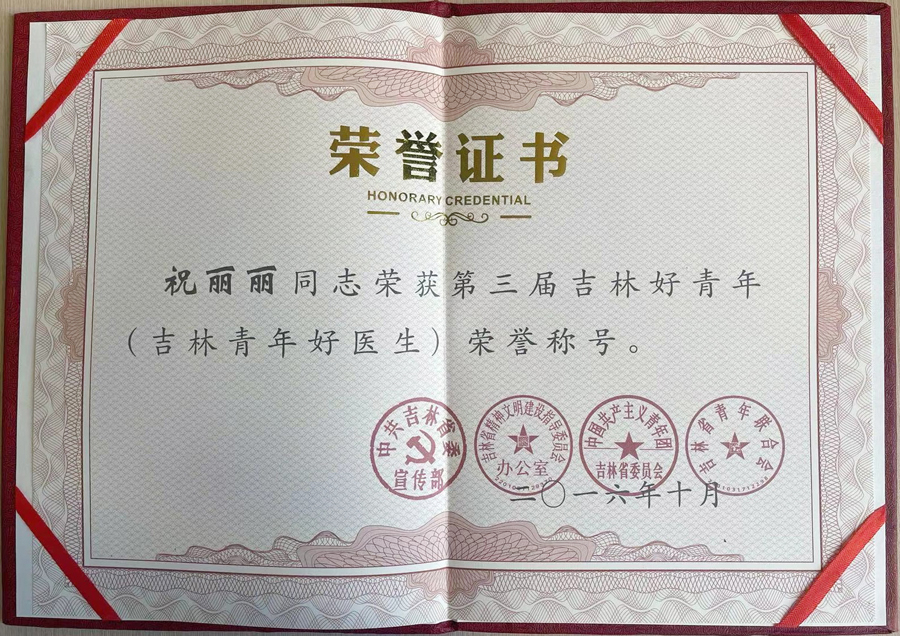 荣誉证书
HONORARY CREDENTIAL
祝丽丽同志荣获第三届吉林好青年
（吉林青年好医生）荣誉称号。
中共吉林省委
宣传部
吉林省精神文明建设指导委员会
办公室
中国共产主义青年团
吉林省委员会
吉林省青年联合会
二〇一六年十月